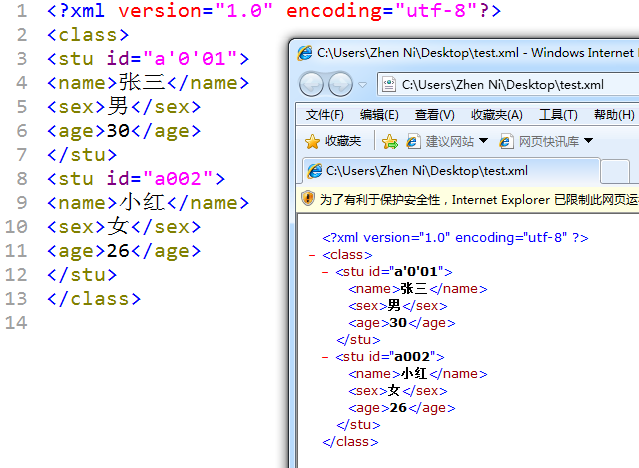 1 <?xml version="1.0" encoding="utf-8"?>
2 <class>
3 <stu id="a'0'01">
4 <name>张三</name>
5 <sex>男</sex>
6 <age>30</age>
7 </stu>
8 <stu id="a002">
9 <name>小红</name>
10 <sex>女</sex>
11 <age>26</age>
12 </stu>
13 </class>
14
C:\Users\Zhen Ni\Desktop\test.xml - Windows Internet
C:\Users\Zhen Ni\Desktop\test.xml
文件(F) 编辑(E) 查看(V) 收藏夹(A) 工具(T) 帮助(H)
收藏夹 建议网站 网页快讯库
C:\Users\Zhen Ni\Desktop\test.xml
为了有利于保护安全性，Internet Explorer 已限制此网页运
<?xml version="1.0" encoding="utf-8" ?>
- <class>
- <stu id="a'0'01">
<name>张三</name>
<sex>男</sex>
<age>30</age>
</stu>
- <stu id="a002">
<name>小红</name>
<sex>女</sex>
<age>26</age>
</stu>
</class>